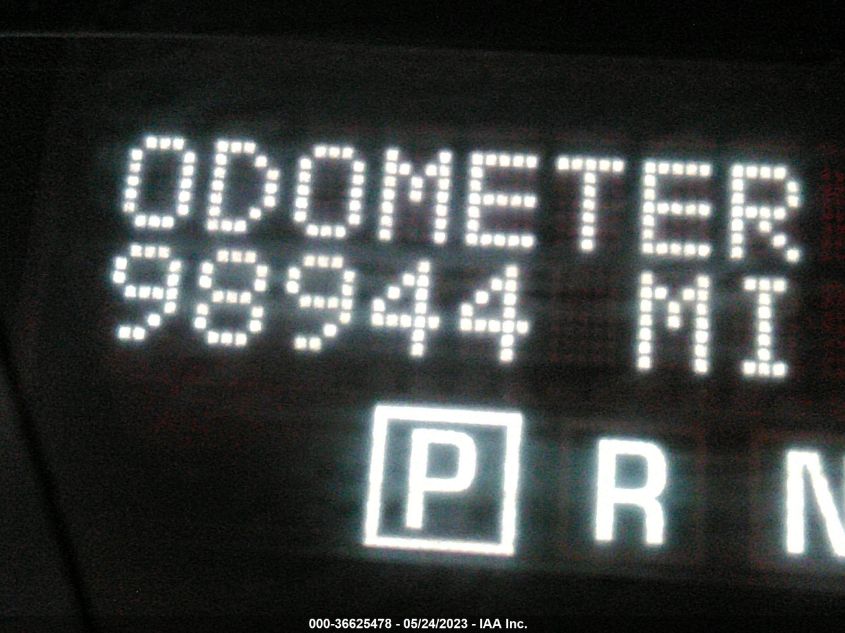 ODOMETER
98944 MI
P R N
000-36625478 - 05/24/2023 - IAA Inc.